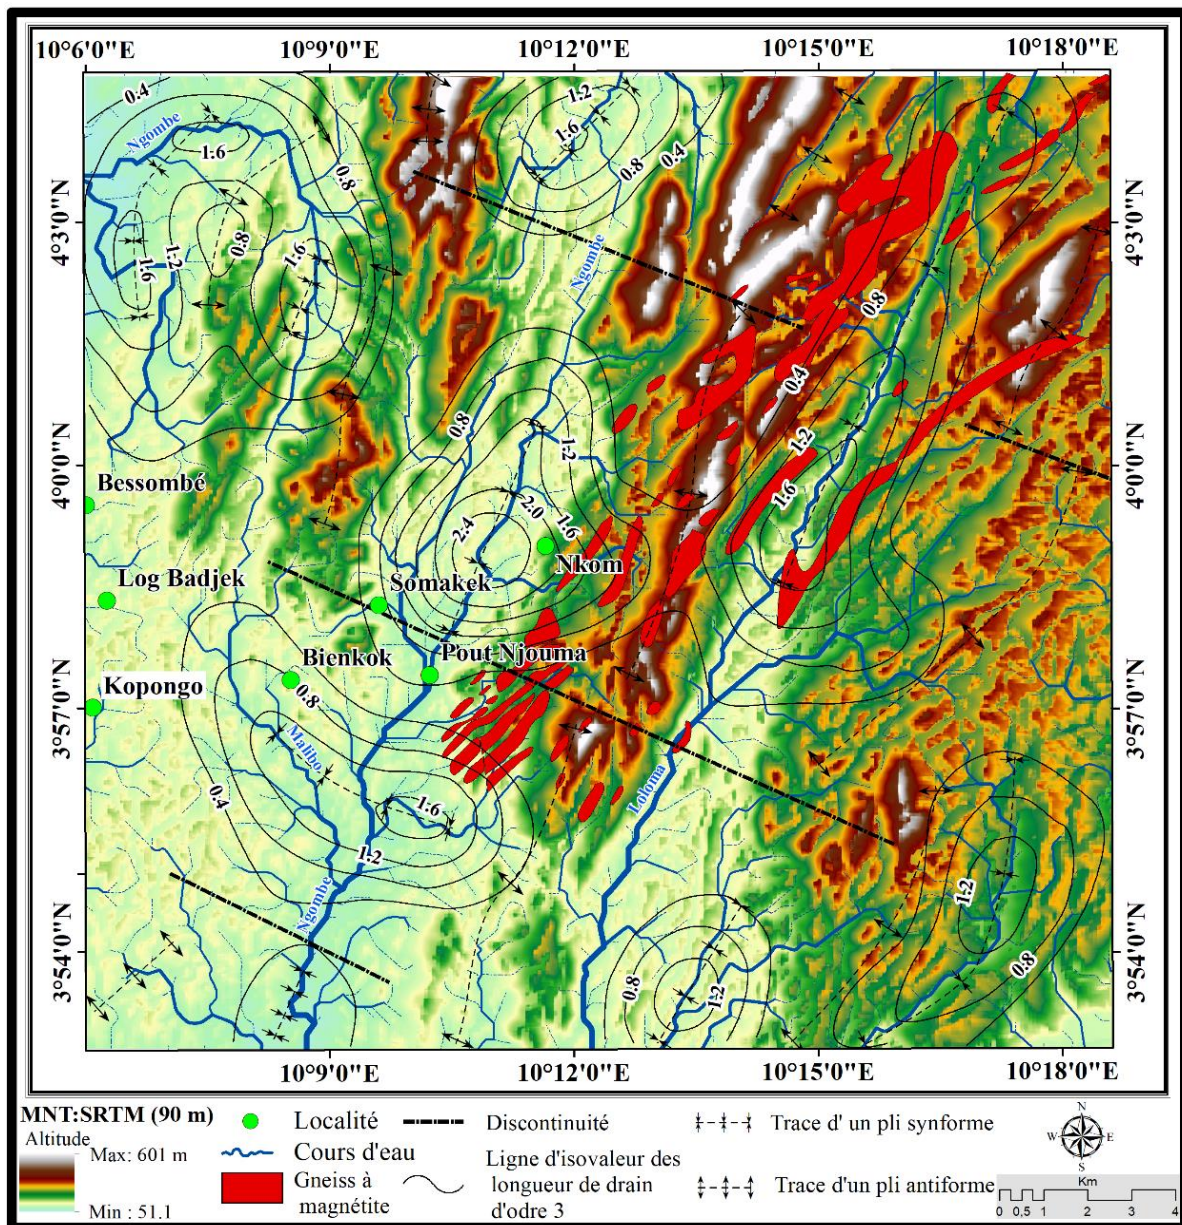 10°6'0"E 10°9'0"E 10°12'0"E 10°15'0"E 10°18'0"E
0.4
Ngombe
1.6
0.8
1.2
1.6
0.8
0.4
4°3'0"N
4°3'0"N
1.2
0.8
1.6
1.6
Ngombe
0.8
0.4
0.8
1.2
1.2
4°0'0"N
4°0'0"N
Bessombé
2.0
1.6
1.6
2.4
Nkom
Log Badjek
Somakek
Bienkok
Pout Njouma
Kopongo
0.8
3°57'0"N
3°57'0"N
Malibo
Loloma
0.4
1.6
1.2
1.2
Ngombe
3°54'0"N
3°54'0"N
0.8
1.2
0.8
10°9'0"E 10°12'0"E 10°15'0"E 10°18'0"E
MNT:SRTM (90 m)
Altitude
Max: 601 m
Min : 51.1
Localité
Cours d'eau
Gneiss à
magnétite
Discontinuité
Ligne d'isovaleur des
longueur de drain
d'odre 3
Trace d' un pli synforme
Trace d'un pli antiforme
N
W E
S
Km
0 0,5 1 2 3 4